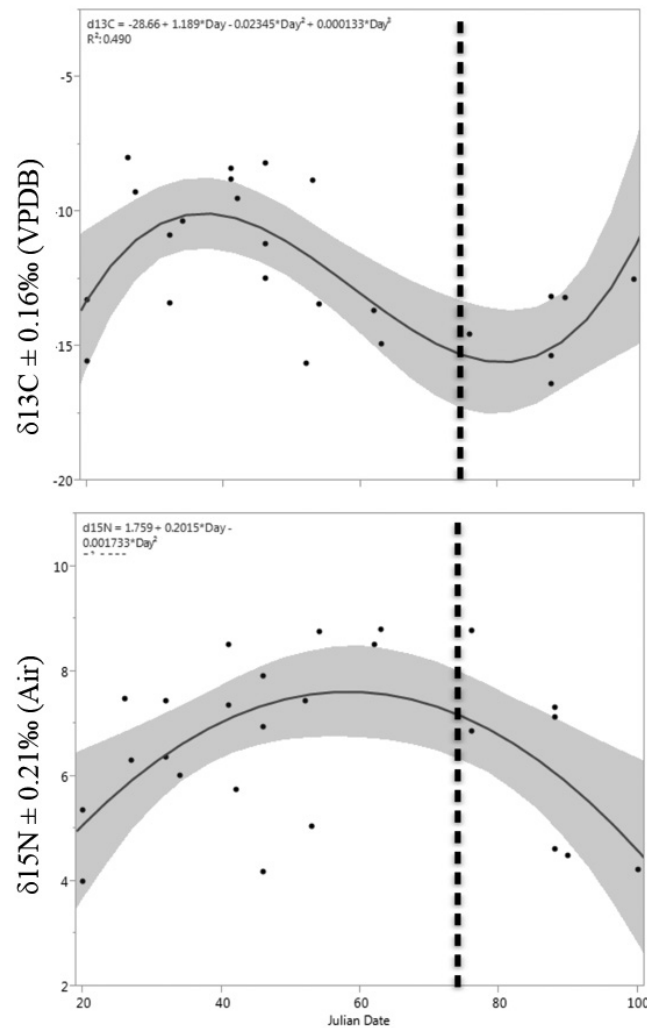 d13C = -28.66 + 1.189*Day - 0.02345*Day² + 0.000133*Day³
R²: 0.490
-5
-10
-15
-20
δ13C ± 0.16‰ (VPDB)
d15N = 1.759 + 0.2015*Day -
0.001733*Day²
10
8
6
4
2
δ15N ± 0.21‰ (Air)
20 40 60 80 100
Julian Date